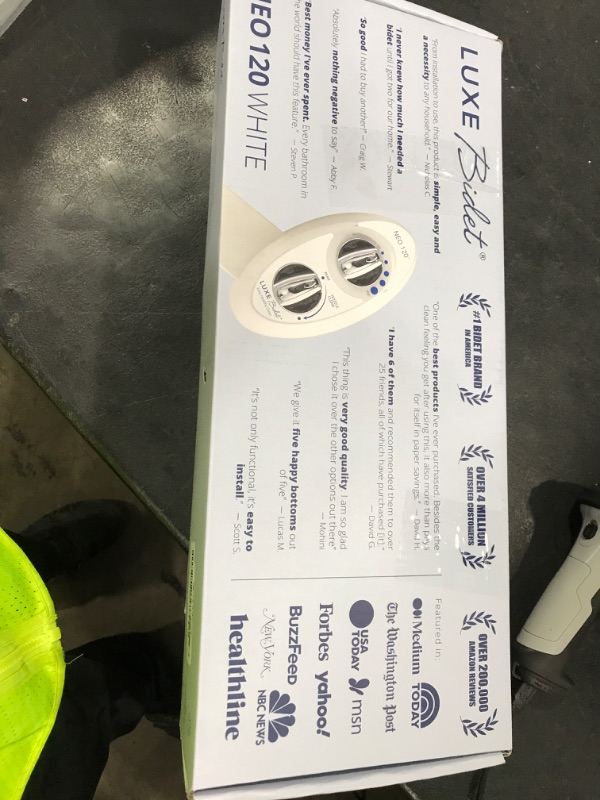 LUXE Bidet®
"From installation to use, this product is simple, easy and
a necessity to any household." — Nicholas C.
"I never knew how much I needed a
bidet until I got two for our home." — Stewart
"So good I had to buy another!" — Craig W.
"Absolutely nothing negative to say" — Abby F.
"Best money I've ever spent. Every bathroom in
the world should have this feature." — Steven P.
NEO 120 WHITE
NEO 120™
LUXE Bidet®
#1 BIDET BRAND
IN AMERICA
OVER 4 MILLION
SATISFIED CUSTOMERS
OVER 200,000
AMAZON REVIEWS
"One of the best products I've ever purchased. Besides the
clean feeling you get after using this, it also more than pays
for itself in paper savings." — David H.
"I have 6 of them and recommended them to over
25 friends, all of which have purchased [it]."
— David G.
"This thing is very good quality. I am so glad
I chose it over the other options out there"
— Mohini
"We give it five happy bottoms out
of five" — Lucas M.
"It's not only functional, it's easy to
install." — Scott S.
Featured in:
Medium TODAY
The Washington Post
USA TODAY msn
Forbes yahoo!
BuzzFeed
NEW YORK NBC NEWS
healthline